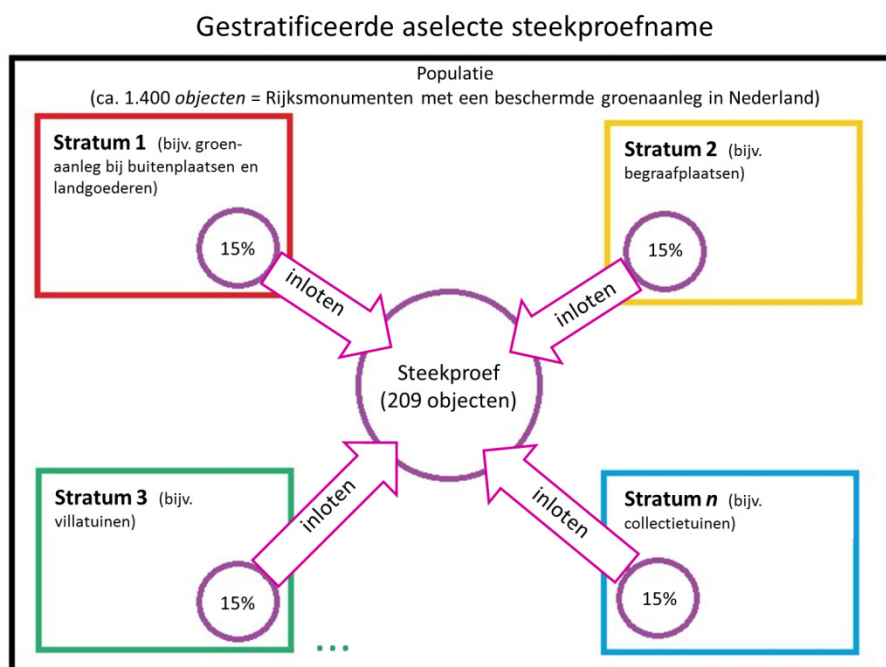 Gestratificeerde aselecte steekproefname
Populatie
(ca. 1.400 objecten = Rijksmonumenten met een beschermde groenaanleg in Nederland)
Stratum 1 (bijv. groen-
aanleg bij buitenplaatsen en
landgoederen)
15%
inloten
Stratum 2 (bijv.
begraafplaatsen)
15%
inloten
Steekproef
(209 objecten)
Stratum 3 (bijv.
villatuinen)
15%
inloten
...
Stratum n (bijv.
collectietuinen)
15%
inloten